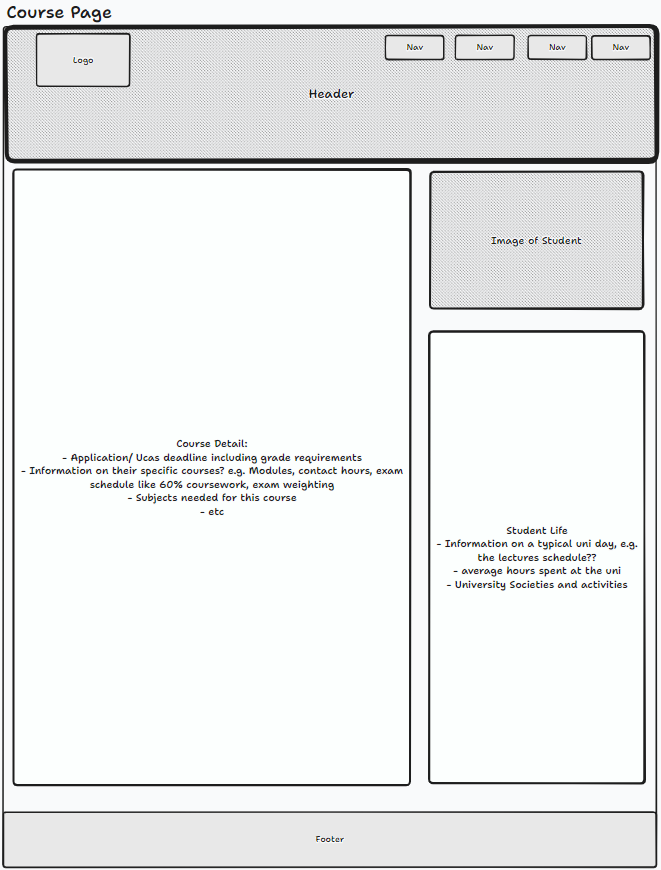 Course Page
Logo
Nav
Nav
Nav
Nav
Header
Image of Student
Course Detail:
- Application/ Ucas deadline including grade requirements
- Information on their specific courses? e.g. Modules, contact hours, exam
schedule like 60% coursework, exam weighting
- Subjects needed for this course
- etc
Student Life
- Information on a typical uni day, e.g.
the lectures schedule??
- average hours spent at the uni
- University Societies and activities
Footer